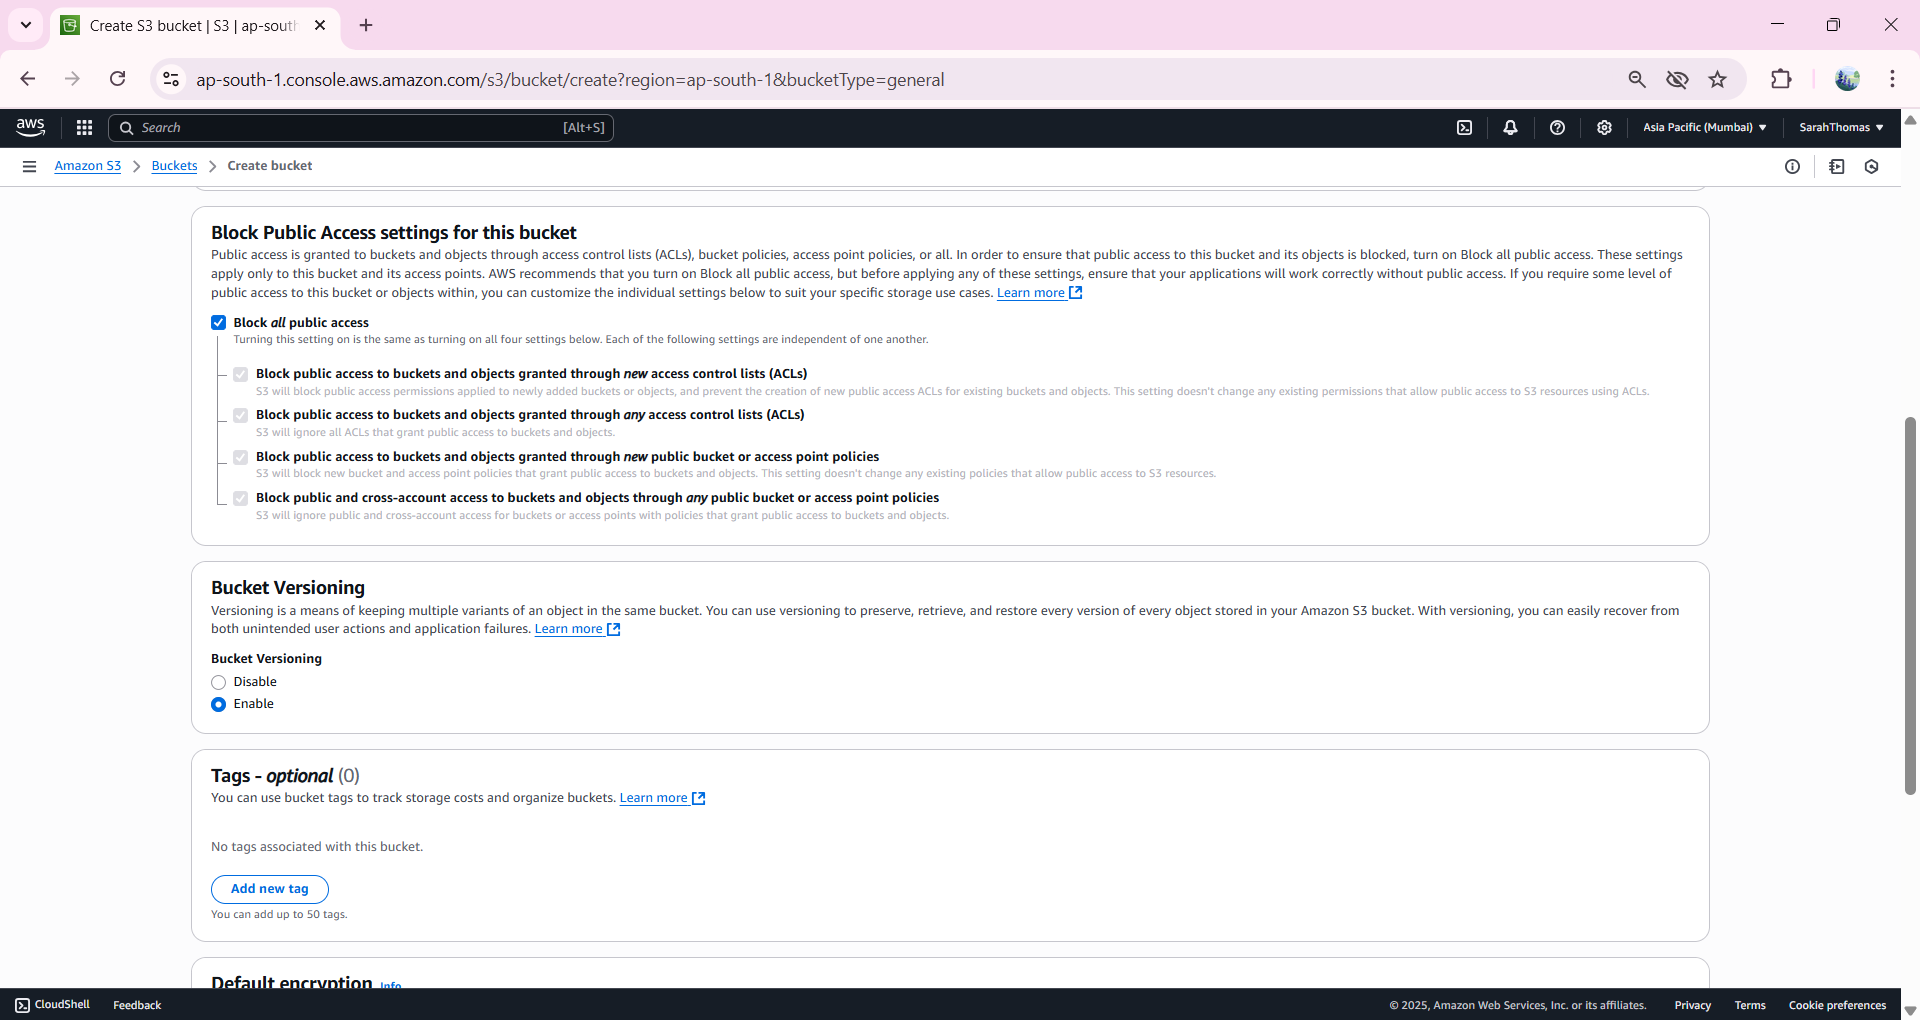 Create S3 bucket | S3 | ap-sout
ap-south-1.console.aws.amazon.com/s3/bucket/create?region=ap-south-1&bucketType=general
aws
Search [Alt+S]
Asia Pacific (Mumbai)
SarahThomas
Amazon S3 > Buckets > Create bucket
Block Public Access settings for this bucket
Public access is granted to buckets and objects through access control lists (ACLs), bucket policies, access point policies, or all. In order to ensure that public access to this bucket and its objects is blocked, turn on Block all public access. These settings
apply only to this bucket and its access points. AWS recommends that you turn on Block all public access, but before applying any of these settings, ensure that your applications will work correctly without public access. If you require some level of
public access to this bucket or objects within, you can customize the individual settings below to suit your specific storage use cases. Learn more
Block all public access
Turning this setting on is the same as turning on all four settings below. Each of the following settings are independent of one another.
Block public access to buckets and objects granted through new access control lists (ACLs)
S3 will block public access permissions applied to newly added buckets or objects, and prevent the creation of new public access ACLs for existing buckets and objects. This setting doesn't change any existing permissions that allow public access to S3 resources using ACLs.
Block public access to buckets and objects granted through any access control lists (ACLs)
S3 will ignore all ACLs that grant public access to buckets and objects.
Block public access to buckets and objects granted through new public bucket or access point policies
S3 will block new bucket and access point policies that grant public access to buckets and objects. This setting doesn't change any existing policies that allow public access to S3 resources.
Block public and cross-account access to buckets and objects through any public bucket or access point policies
S3 will ignore public and cross-account access for buckets or access points with policies that grant public access to buckets and objects.
Bucket Versioning
Versioning is a means of keeping multiple variants of an object in the same bucket. You can use versioning to preserve, retrieve, and restore every version of every object stored in your Amazon S3 bucket. With versioning, you can easily recover from
both unintended user actions and application failures. Learn more
Bucket Versioning
Disable
Enable
Tags - optional (0)
You can use bucket tags to track storage costs and organize buckets. Learn more
No tags associated with this bucket.
Add new tag
You can add up to 50 tags.
Default encryption Info
CloudShell Feedback © 2025, Amazon Web Services, Inc. or its affiliates. Privacy Terms Cookie preferences